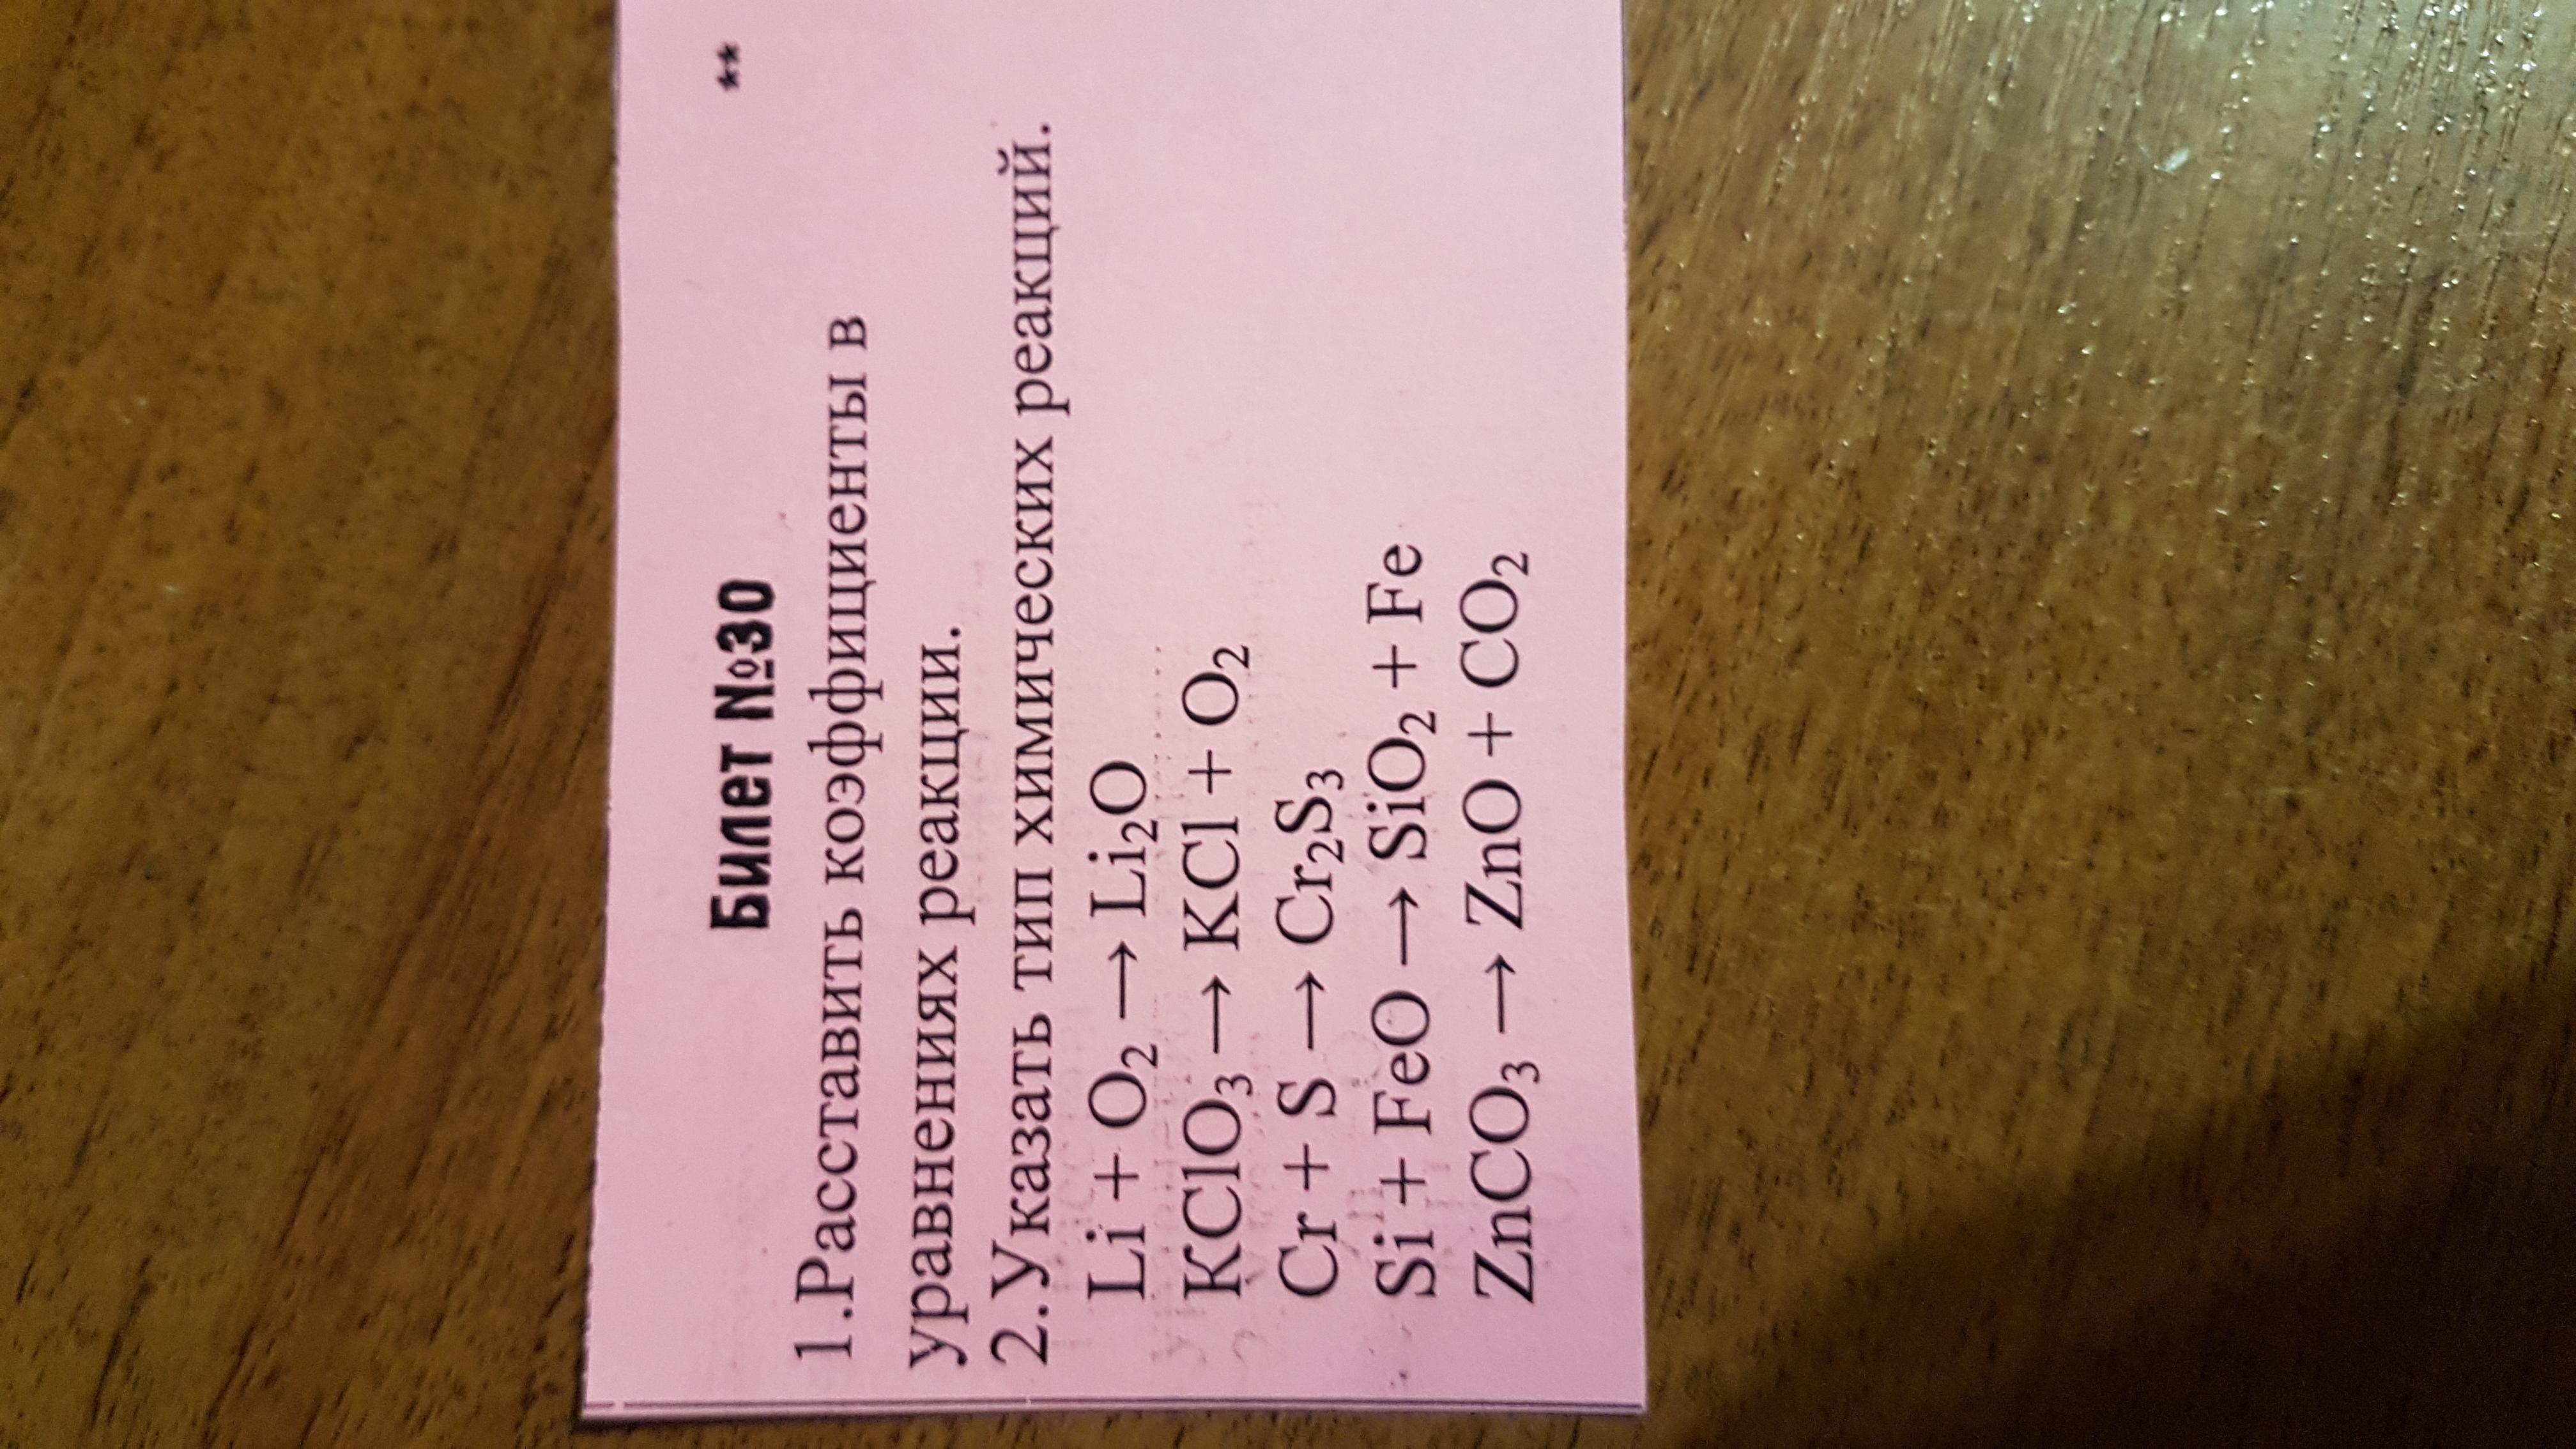 **
Билет №30
1.Расставить коэффициенты в
уравнениях реакции.
2.Указать тип химических реакций.
Li + O₂ → Li₂O
KClO₃ → KCl + O₂
Cr + S → Cr₂S₃
Si + FeO → SiO₂ + Fe
ZnCO₃ → ZnO + CO₂